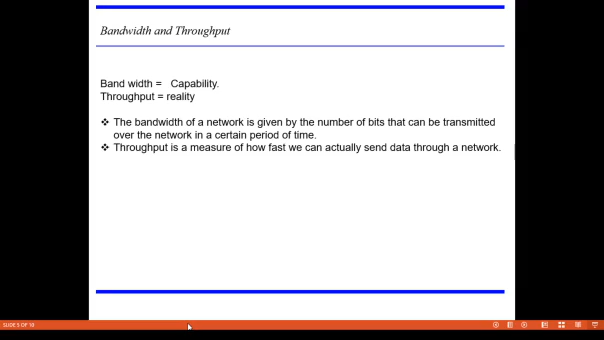 Bandwidth and Throughput
Band width = Capability.
Throughput = reality
❖ The bandwidth of a network is given by the number of bits that can be transmitted
over the network in a certain period of time.
❖ Throughput is a measure of how fast we can actually send data through a network.
SLIDE 5 OF 10